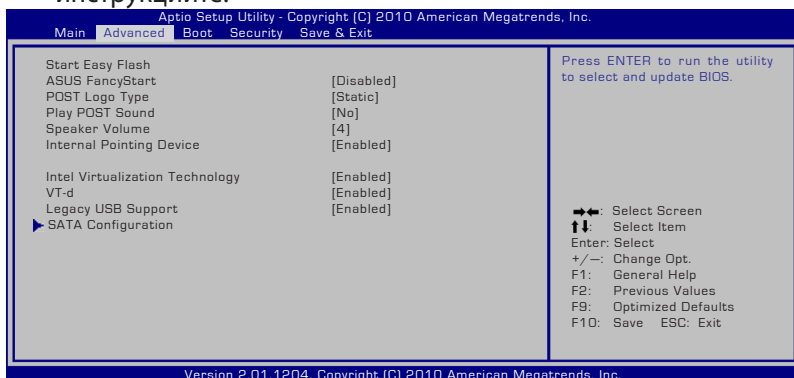 инструкциите.
Aptio Setup Utility - Copyright (C) 2010 American Megatrends, Inc.
Main Advanced Boot Security Save & Exit
Start Easy Flash
ASUS FancyStart [Disabled]
POST Logo Type [Static]
Play POST Sound [No]
Speaker Volume [4]
Internal Pointing Device [Enabled]
Intel Virtualization Technology [Enabled]
VT-d [Enabled]
Legacy USB Support [Enabled]
SATA Configuration
Press ENTER to run the utility
to select and update BIOS.
→←: Select Screen
↑↓: Select Item
Enter: Select
+/—: Change Opt.
F1: General Help
F2: Previous Values
F9: Optimized Defaults
F10: Save ESC: Exit
Version 2.01.1204. Copyright (C) 2010 American Megatrends, Inc.